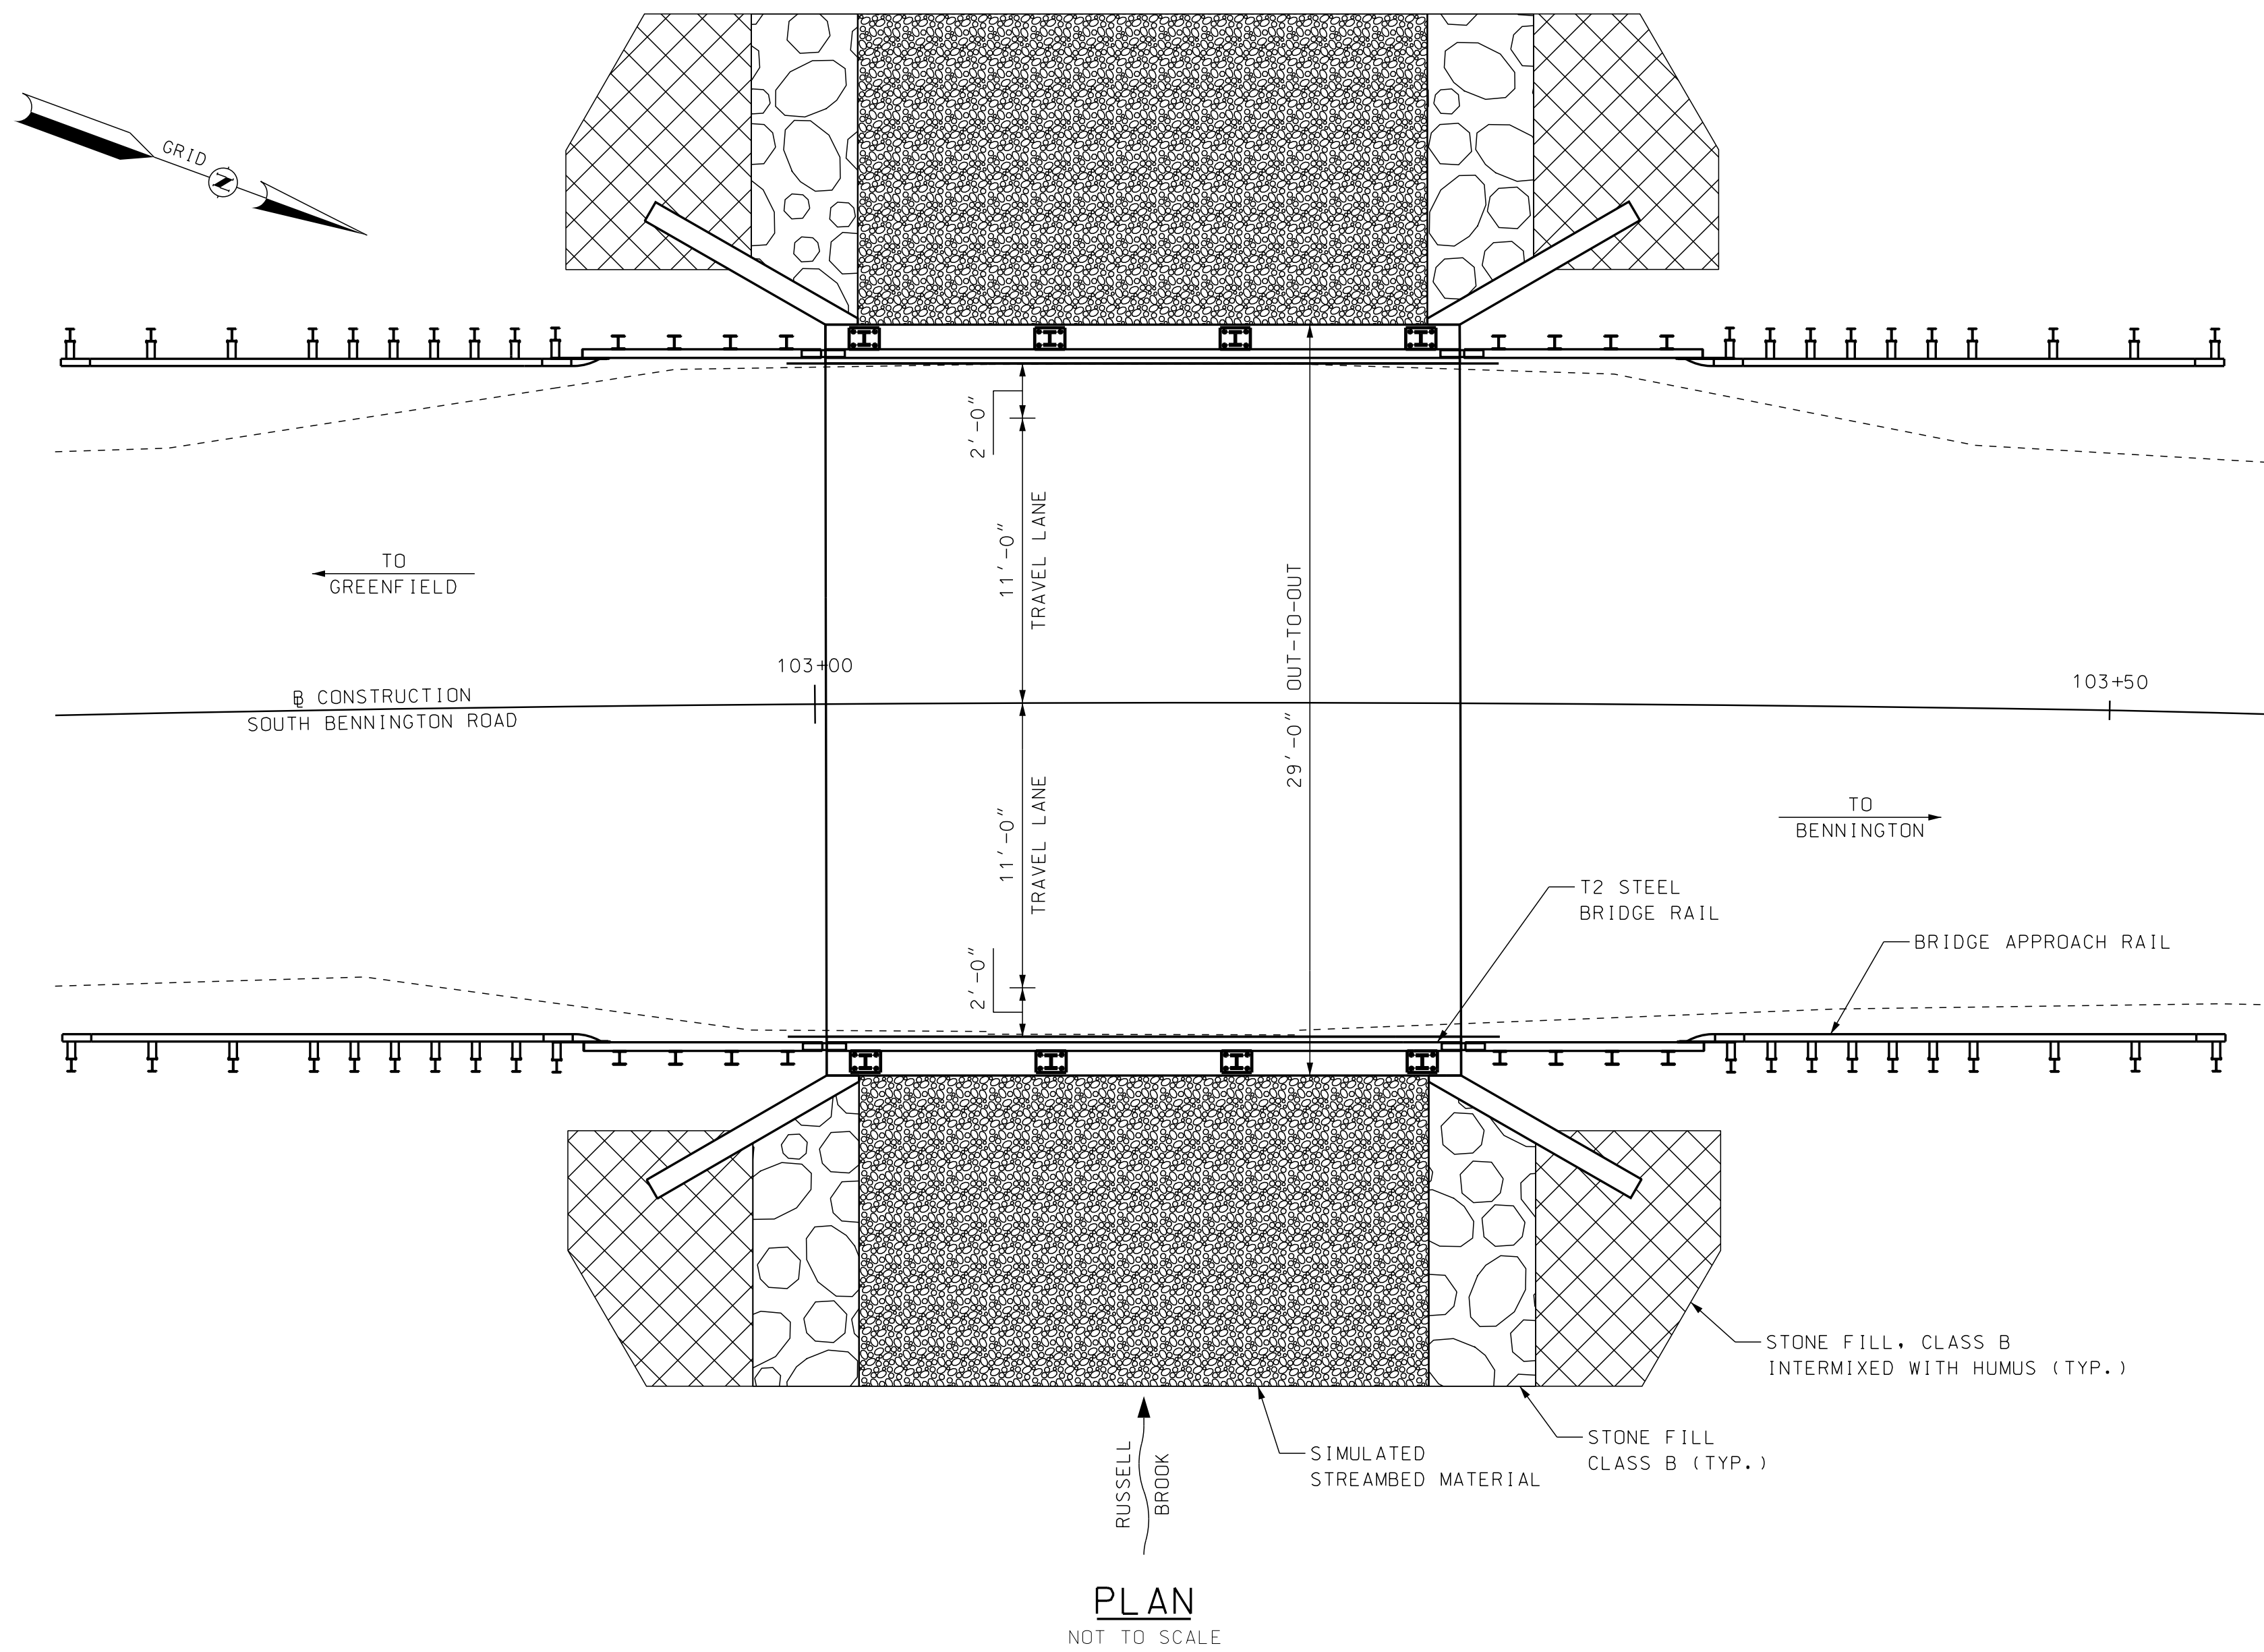 GRID
N
2'-0"
11'-0"
TRAVEL LANE
29'-0" OUT-TO-OUT
TO
GREENFIELD
103+00
103+50
BL CONSTRUCTION
SOUTH BENNINGTON ROAD
TO
BENNINGTON
11'-0"
TRAVEL LANE
2'-0"
T2 STEEL
BRIDGE RAIL
BRIDGE APPROACH RAIL
STONE FILL, CLASS B
INTERMIXED WITH HUMUS (TYP.)
STONE FILL
CLASS B (TYP.)
SIMULATED
STREAMBED MATERIAL
RUSSELL
BROOK
PLAN
NOT TO SCALE